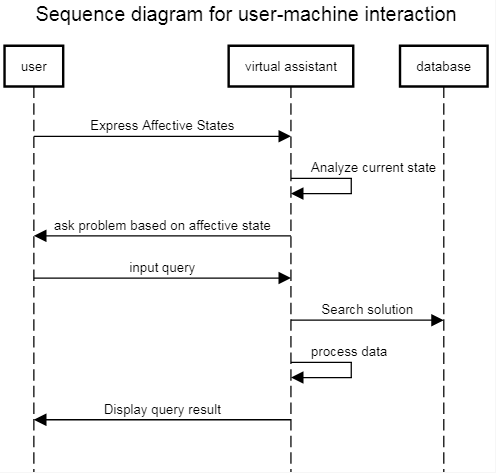 Sequence diagram for user-machine interaction
user
virtual assistant
database
Express Affective States
Analyze current state
ask problem based on affective state
input query
Search solution
process data
Display query result